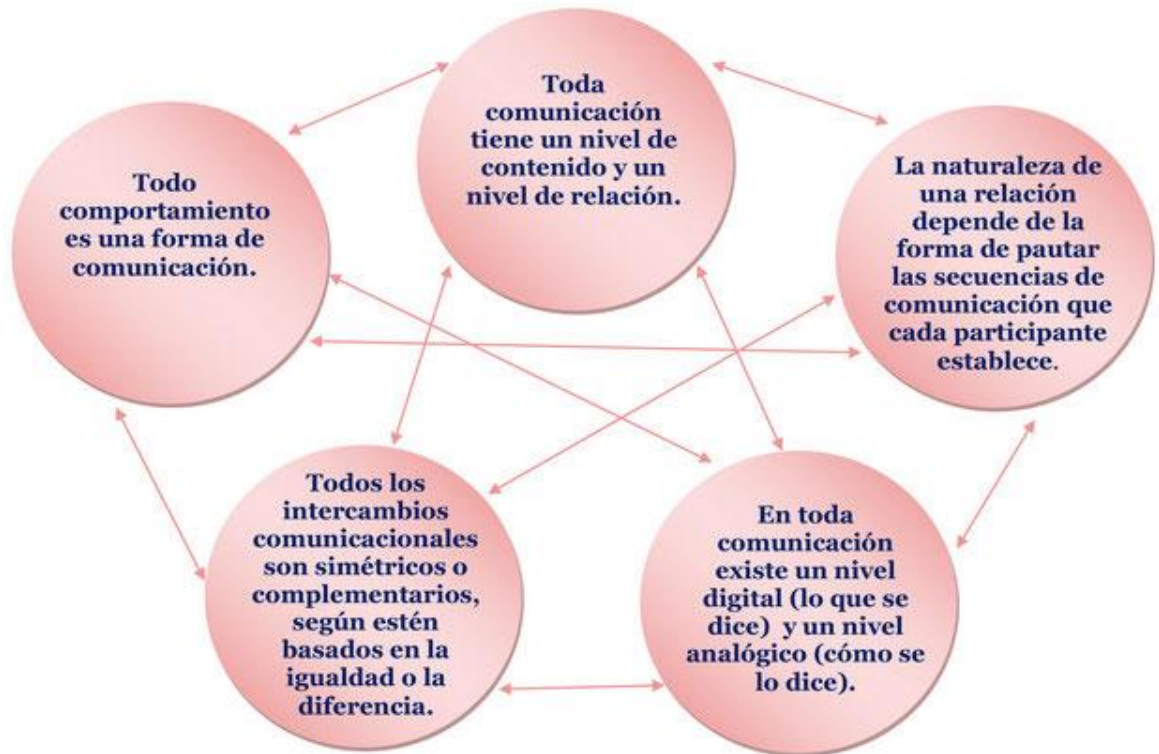 Toda
comunicación
tiene un nivel de
contenido y un
nivel de relación.
Todo
comportamiento
es una forma de
comunicación.
La naturaleza de
una relación
depende de la
forma de pautar
las secuencias de
comunicación que
cada participante
establece.
Todos los
intercambios
comunicacionales
son simétricos o
complementarios,
según estén
basados en la
igualdad o la
diferencia.
En toda
comunicación
existe un nivel
digital (lo que se
dice) y un nivel
analógico (cómo se
lo dice).